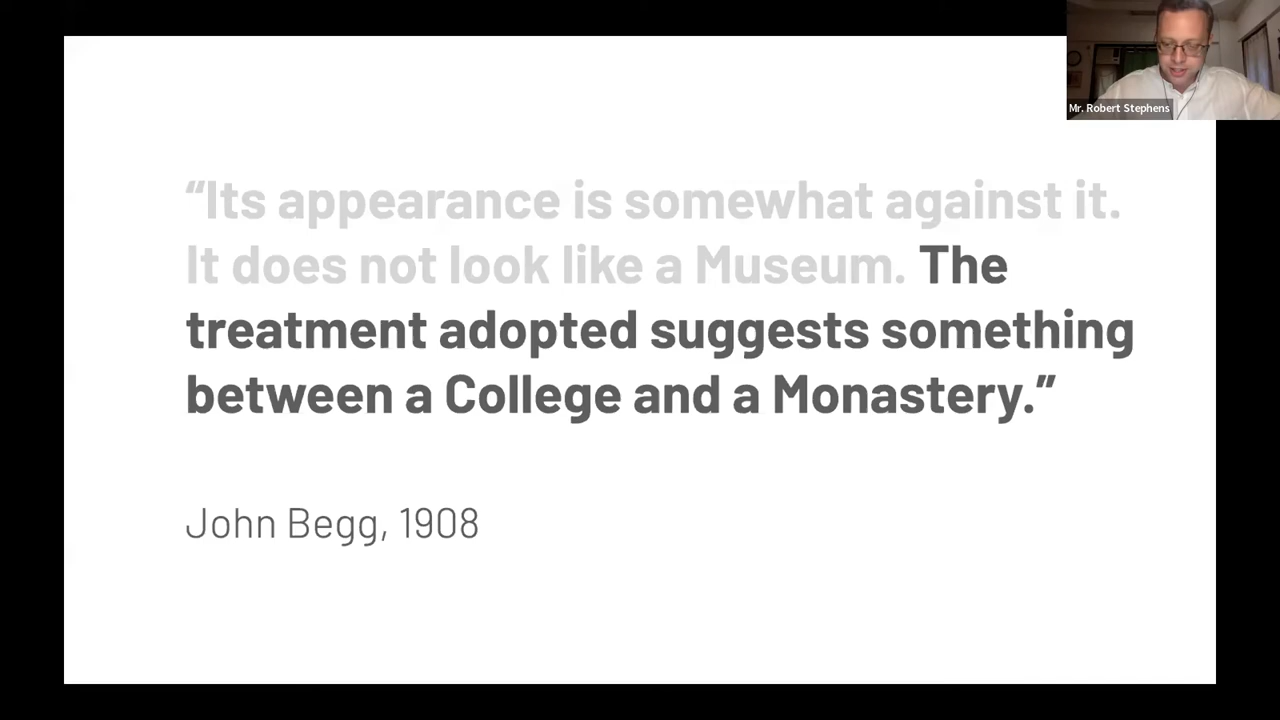 Mr. Robert Stephens
“Its appearance is somewhat against it.
It does not look like a Museum. The
treatment adopted suggests something
between a College and a Monastery.”
John Begg, 1908